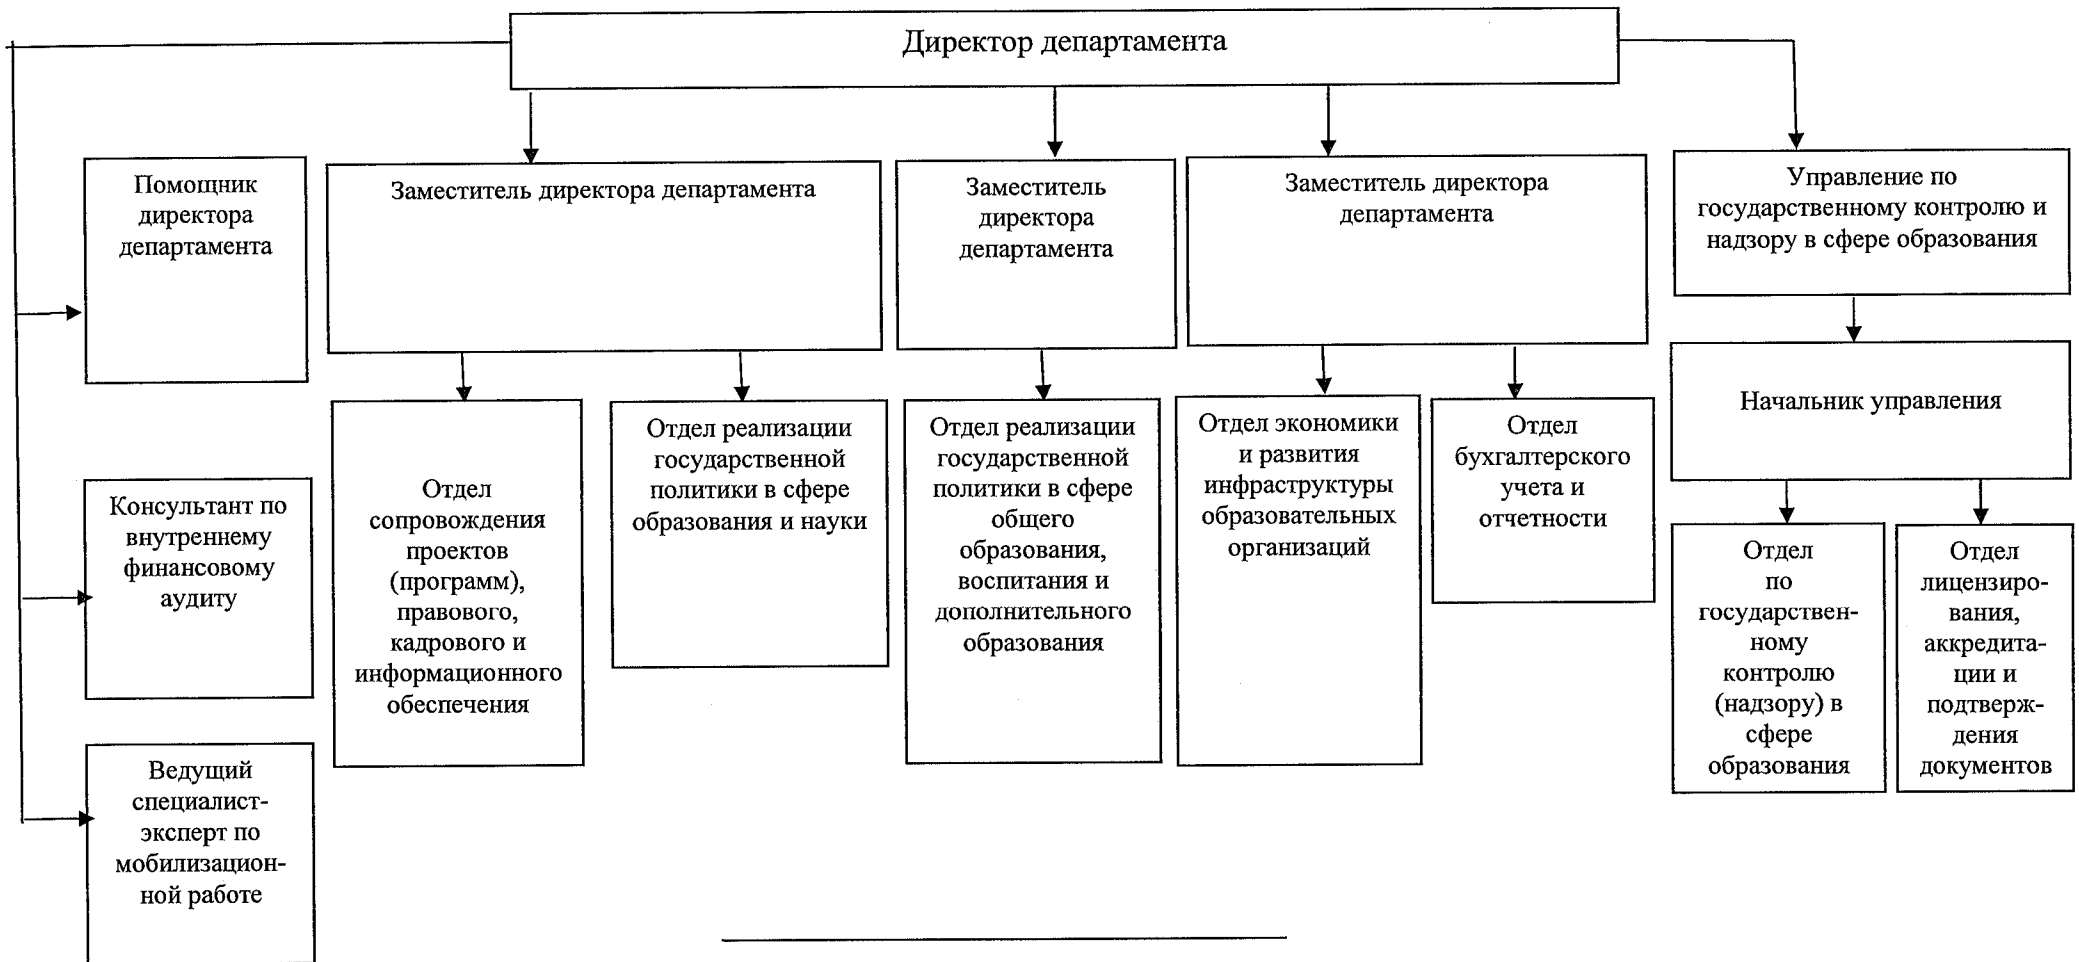 Директор департамента
Помощник
директора
департамента
Заместитель директора департамента
Заместитель
директора
департамента
Заместитель директора
департамента
Управление по
государственному контролю и
надзору в сфере образования
Начальник управления
Консультант по
внутреннему
финансовому
аудиту
Ведущий
специалист-
эксперт по
мобилизацион-
ной работе
Отдел
сопровождения
проектов
(программ),
правового,
кадрового и
информационного
обеспечения
Отдел реализации
государственной
политики в сфере
образования и науки
Отдел реализации
государственной
политики в сфере
общего
образования,
воспитания и
дополнительного
образования
Отдел экономики
и развития
инфраструктуры
образовательных
организаций
Отдел
бухгалтерского
учета и
отчетности
Отдел
по
государствен-
ному
контролю
(надзору) в
сфере
образования
Отдел
лицензиро-
вания,
аккредита-
ции и
подтверж-
дения
документов